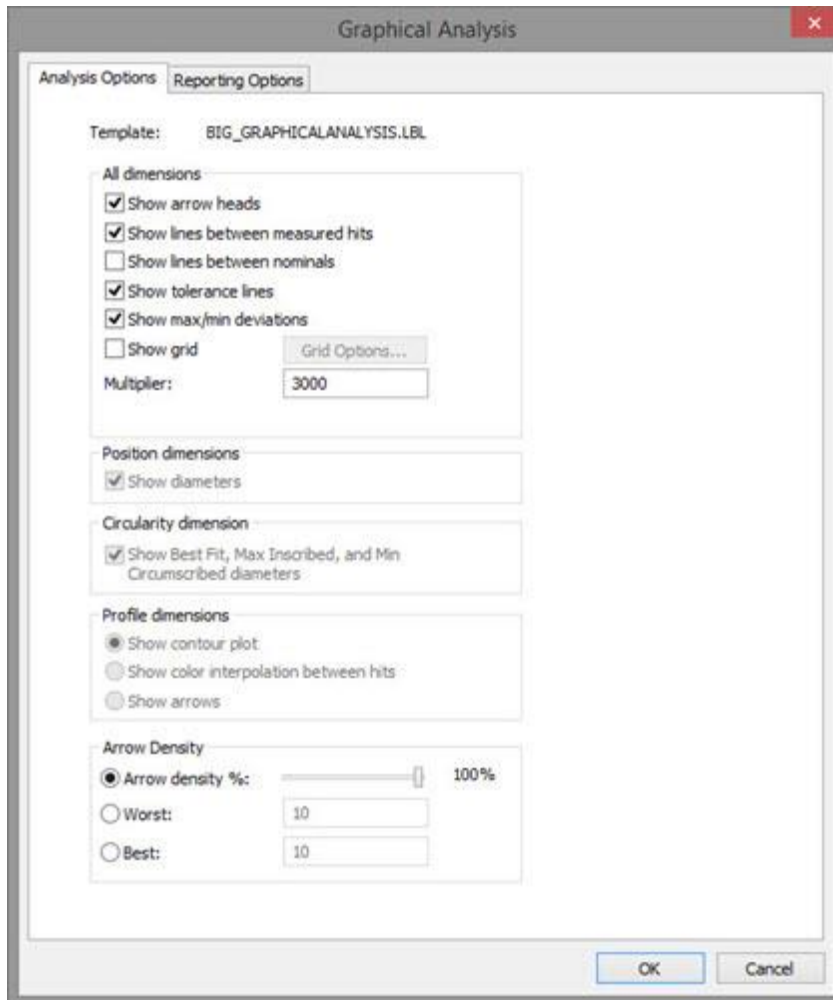 Graphical Analysis
Analysis Options Reporting Options
Template: BIG_GRAPHICALANALYSIS.LBL
All dimensions
Show arrow heads
Show lines between measured hits
Show lines between nominals
Show tolerance lines
Show max/min deviations
Show grid Grid Options...
Multiplier: 3000
Position dimensions
Show diameters
Circularity dimension
Show Best Fit, Max Inscribed, and Min
Circumscribed diameters
Profile dimensions
Show contour plot
Show color interpolation between hits
Show arrows
Arrow Density
Arrow density %: 100%
Worst: 10
Best: 10
OK Cancel